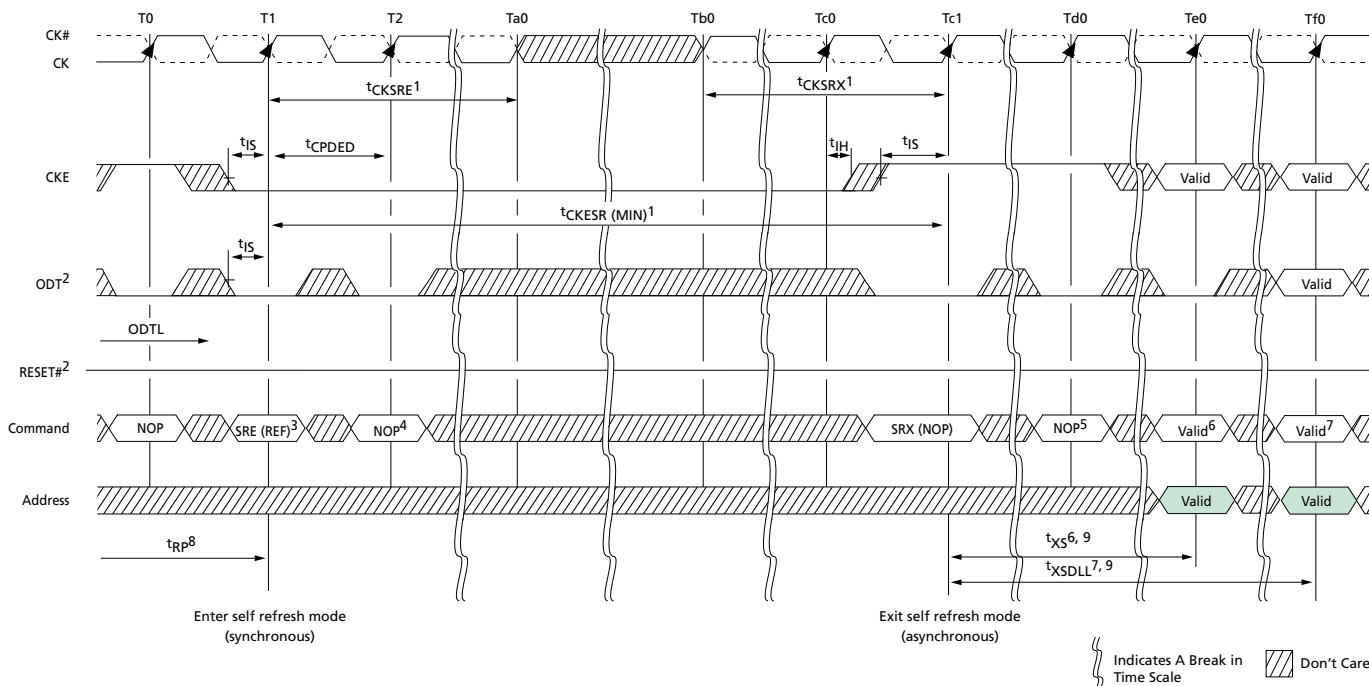 T0 T1 T2 Ta0 Tb0 Tc0 Tc1 Td0 Te0 Tf0
CK#
CK
tCKSRE1 tCKSRX1
tIS tCPDED tIH tIS
CKE Valid Valid
tCKESR (MIN)1
tIS
ODT2 Valid
ODTL
RESET#2
Command NOP SRE (REF)3 NOP4 SRX (NOP) NOP5 Valid6 Valid7
Address Valid Valid
tRP8 tXS6, 9
tXSDLL7, 9
Enter self refresh mode
(synchronous)
Exit self refresh mode
(asynchronous)
Indicates A Break in
Time Scale
Don't Care